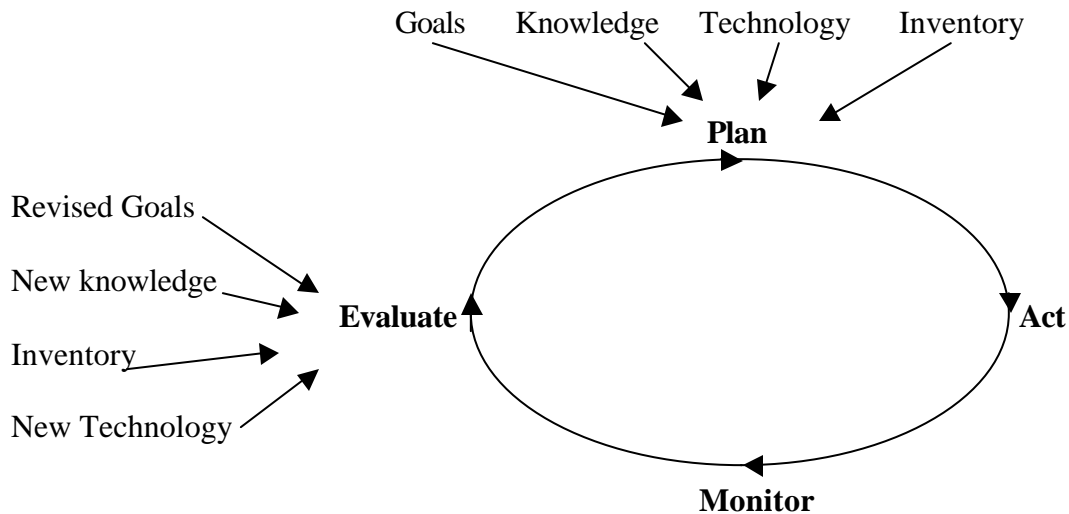 Goals Knowledge Technology Inventory
Plan
Revised Goals
New knowledge
Evaluate
Act
Inventory
New Technology
Monitor